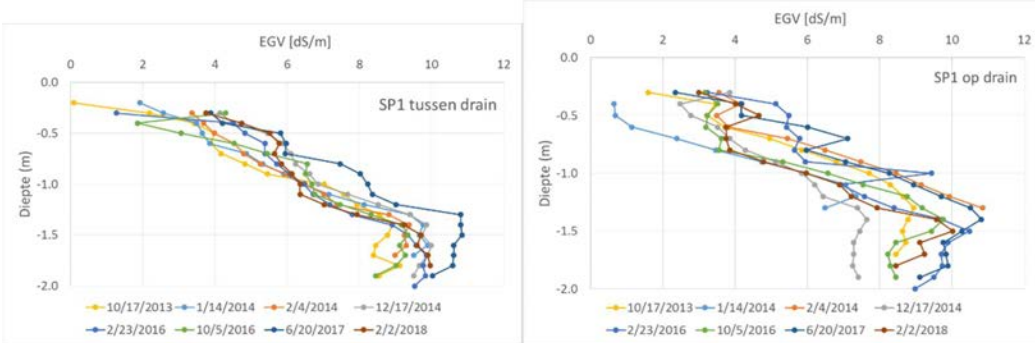 EGV [dS/m]
0 2 4 6 8 10 12
0.0
SP1 tussen drain
-0.5
Diepte (m)
-1.0
-1.5
-2.0
10/17/2013 1/14/2014 2/4/2014 12/17/2014
2/23/2016 10/5/2016 6/20/2017 2/2/2018
EGV [dS/m]
0 2 4 6 8 10 12
0.0
SP1 op drain
-0.5
Diepte (m)
-1.0
-1.5
-2.0
10/17/2013 1/14/2014 2/4/2014 12/17/2014
2/23/2016 10/5/2016 6/20/2017 2/2/2018